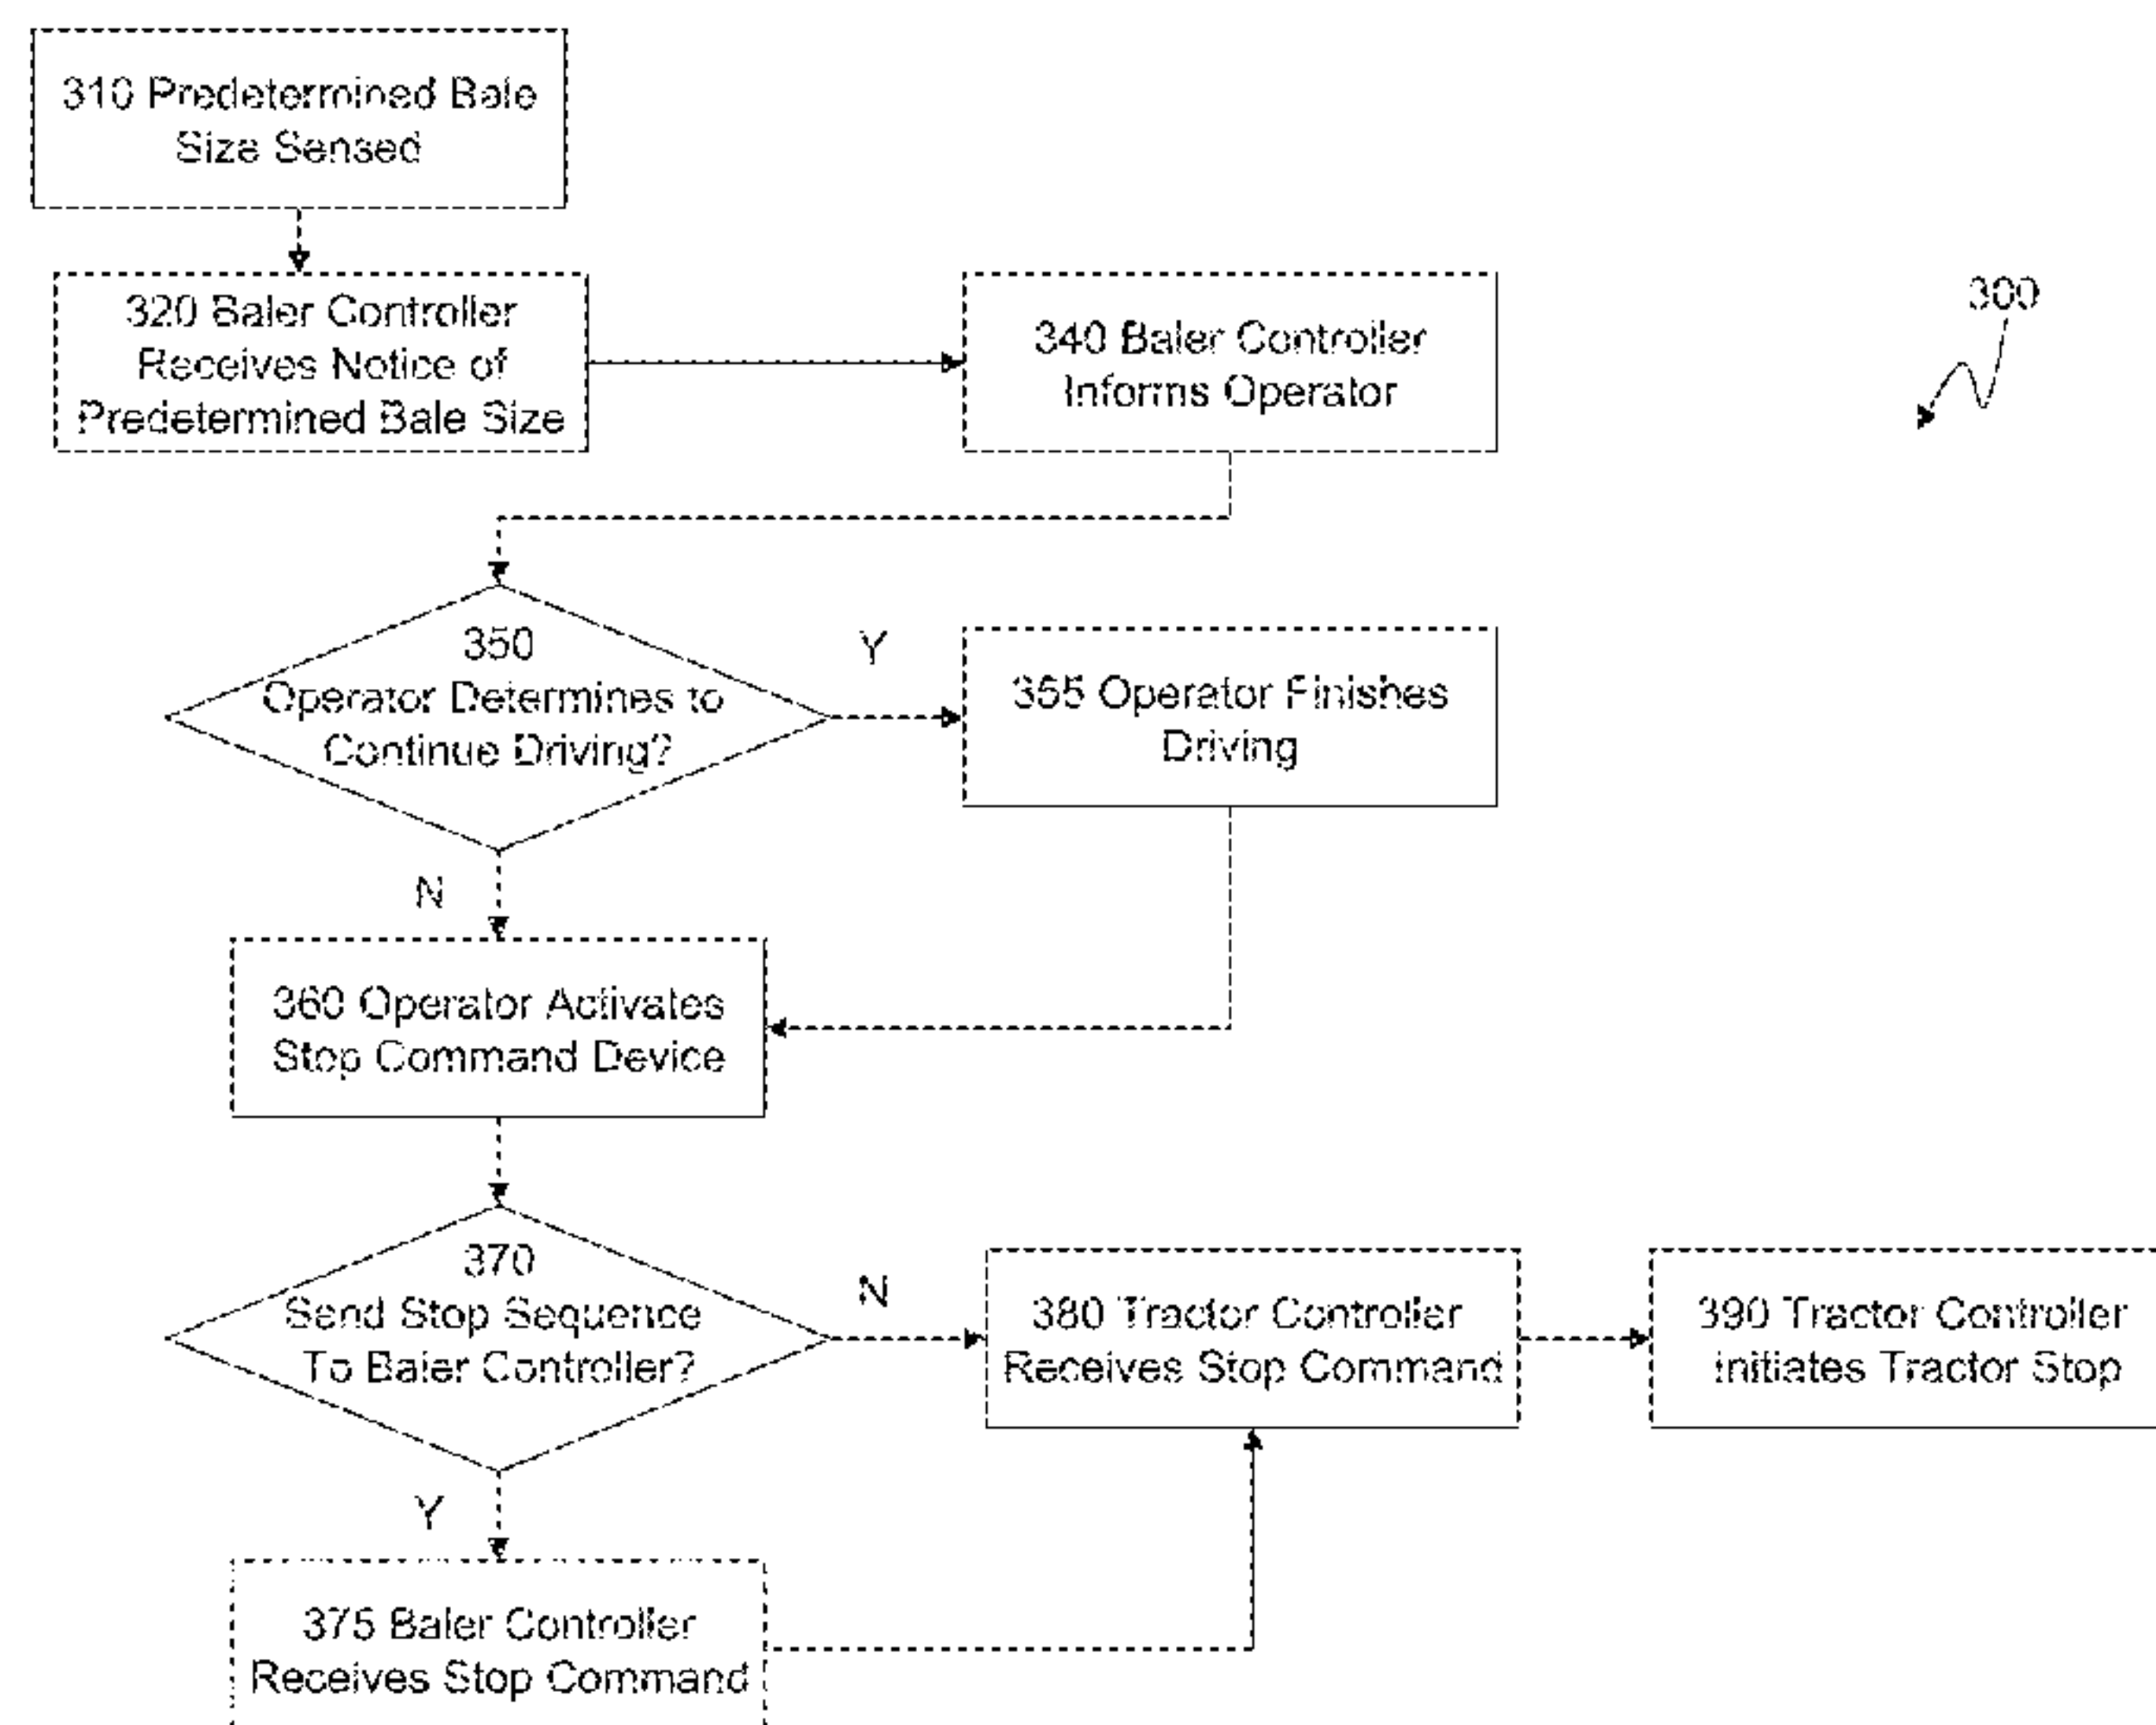 310 Predetermined Bale
Size Sensed
320 Baler Controller
Receives Notice of
Predetermined Bale Size
340 Baler Controller
Informs Operator
300
350
Operator Determines to
Continue Driving?
Y
355 Operator Finishes
Driving
N
360 Operator Activates
Stop Command Device
370
Send Stop Sequence
To Baler Controller?
N
380 Tractor Controller
Receives Stop Command
390 Tractor Controller
Initiates Tractor Stop
Y
375 Baler Controller
Receives Stop Command